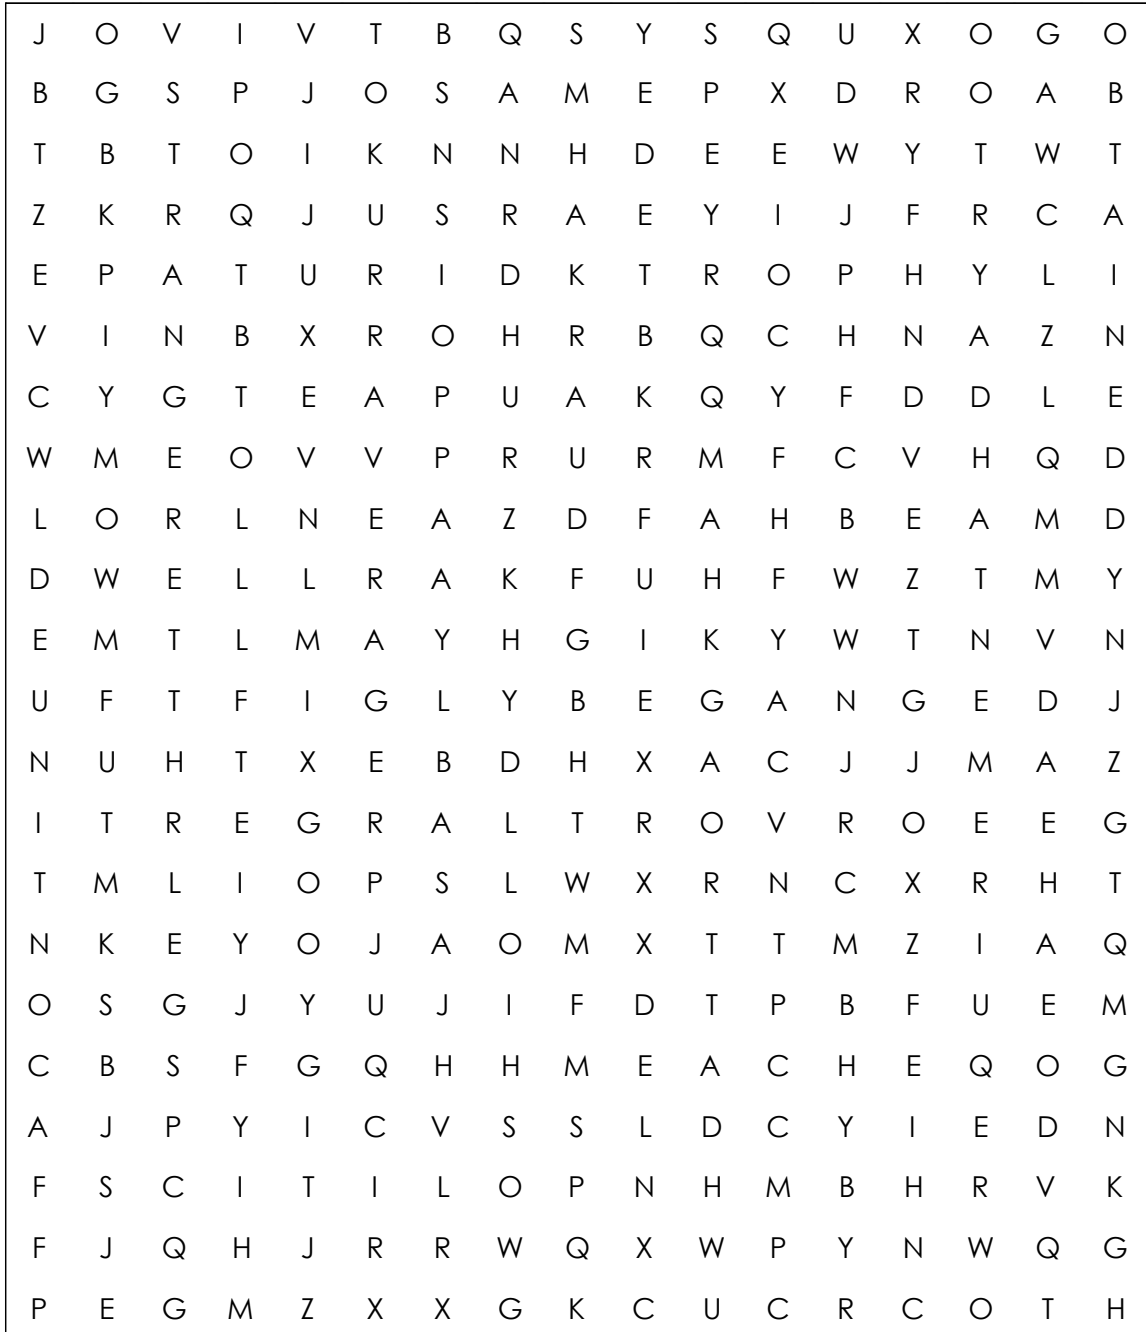 J O V I V T B Q S Y S Q U X O G O
B G S P J O S A M E P X D R O A B
T B T O I K N N H D E E W Y T W T
Z K R Q J U S R A E Y I J F R C A
E P A T U R I D K T R O P H Y L I
V I N B X R O H R B Q C H N A Z N
C Y G T E A P U A K Q Y F D D L E
W M E O V V P R U R M F C V H Q D
L O R L N E A Z D F A H B E A M D
D W E L L R A K F U H F W Z T M Y
E M T L M A Y H G I K Y W T N V N
U F T F I G L Y B E G A N G E D J
N U H T X E B D H X A C J J M A Z
I T R E G R A L T R O V R O E E G
T M L I O P S L W X R N C X R H T
N K E Y O J A O M X T T M Z I A Q
O S G J Y U J I F D T P B F U E M
C B S F G Q H H M E A C H E Q O G
A J P Y I C V S S L D C Y I E D N
F S C I T I L O P N H M B H R V K
F J Q H J R R W Q X W P Y N W Q G
P E G M Z X X G K C U C R C O T H